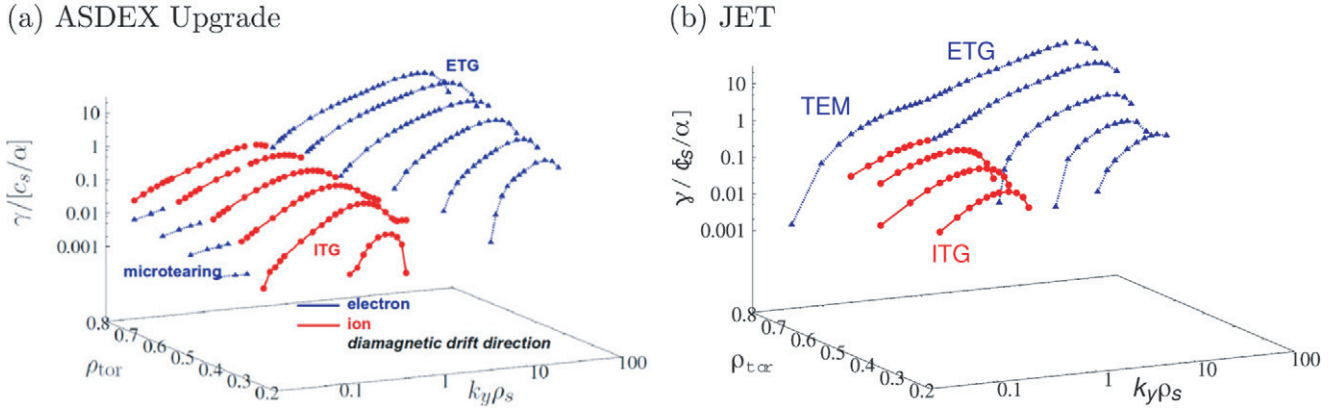 (a) ASDEX Upgrade
ETG
10
1
0.1
0.01
0.001
γ/[c_s/a]
microtearing
ITG
electron
ion
diamagnetic drift direction
0.8
0.7
0.6
0.5
0.4
0.3
0.2
ρ_tor
0.1
1
10
100
k_yρ_s
(b) JET
ETG
TEM
10
1
0.1
0.01
0.001
ITG
0.8
0.7
0.6
0.5
0.4
0.3
0.2
ρ_tor
0.1
1
10
100
k_yρ_s